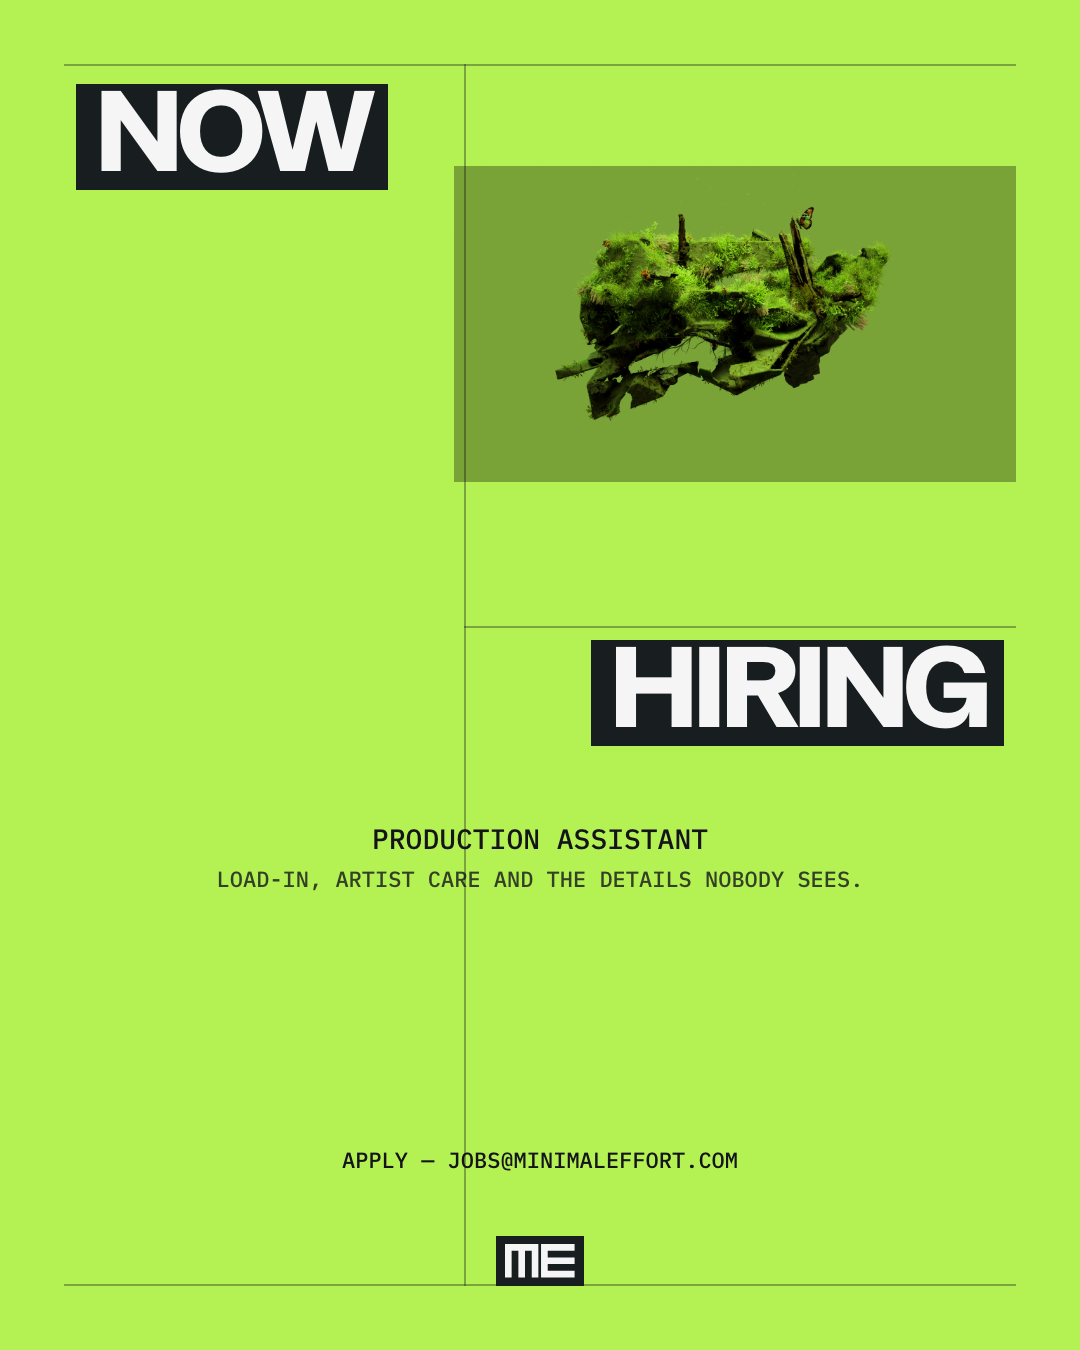 NOW
HIRING
PRODUCTION ASSISTANT
LOAD-IN, ARTIST CARE AND THE DETAILS NOBODY SEES.
APPLY — JOBS@MINIMALEFFORT.COM
ME